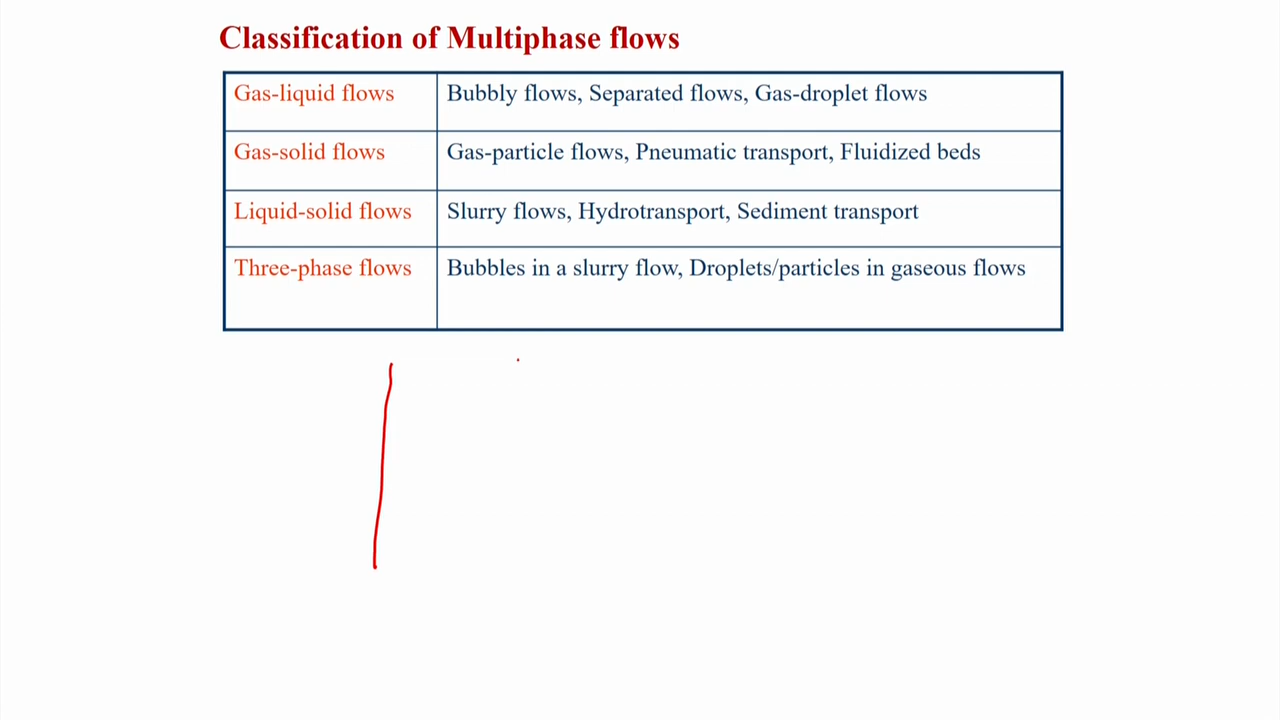 Classification of Multiphase flows
Gas-liquid flows
Bubbly flows, Separated flows, Gas-droplet flows
Gas-solid flows
Gas-particle flows, Pneumatic transport, Fluidized beds
Liquid-solid flows
Slurry flows, Hydrotransport, Sediment transport
Three-phase flows
Bubbles in a slurry flow, Droplets/particles in gaseous flows